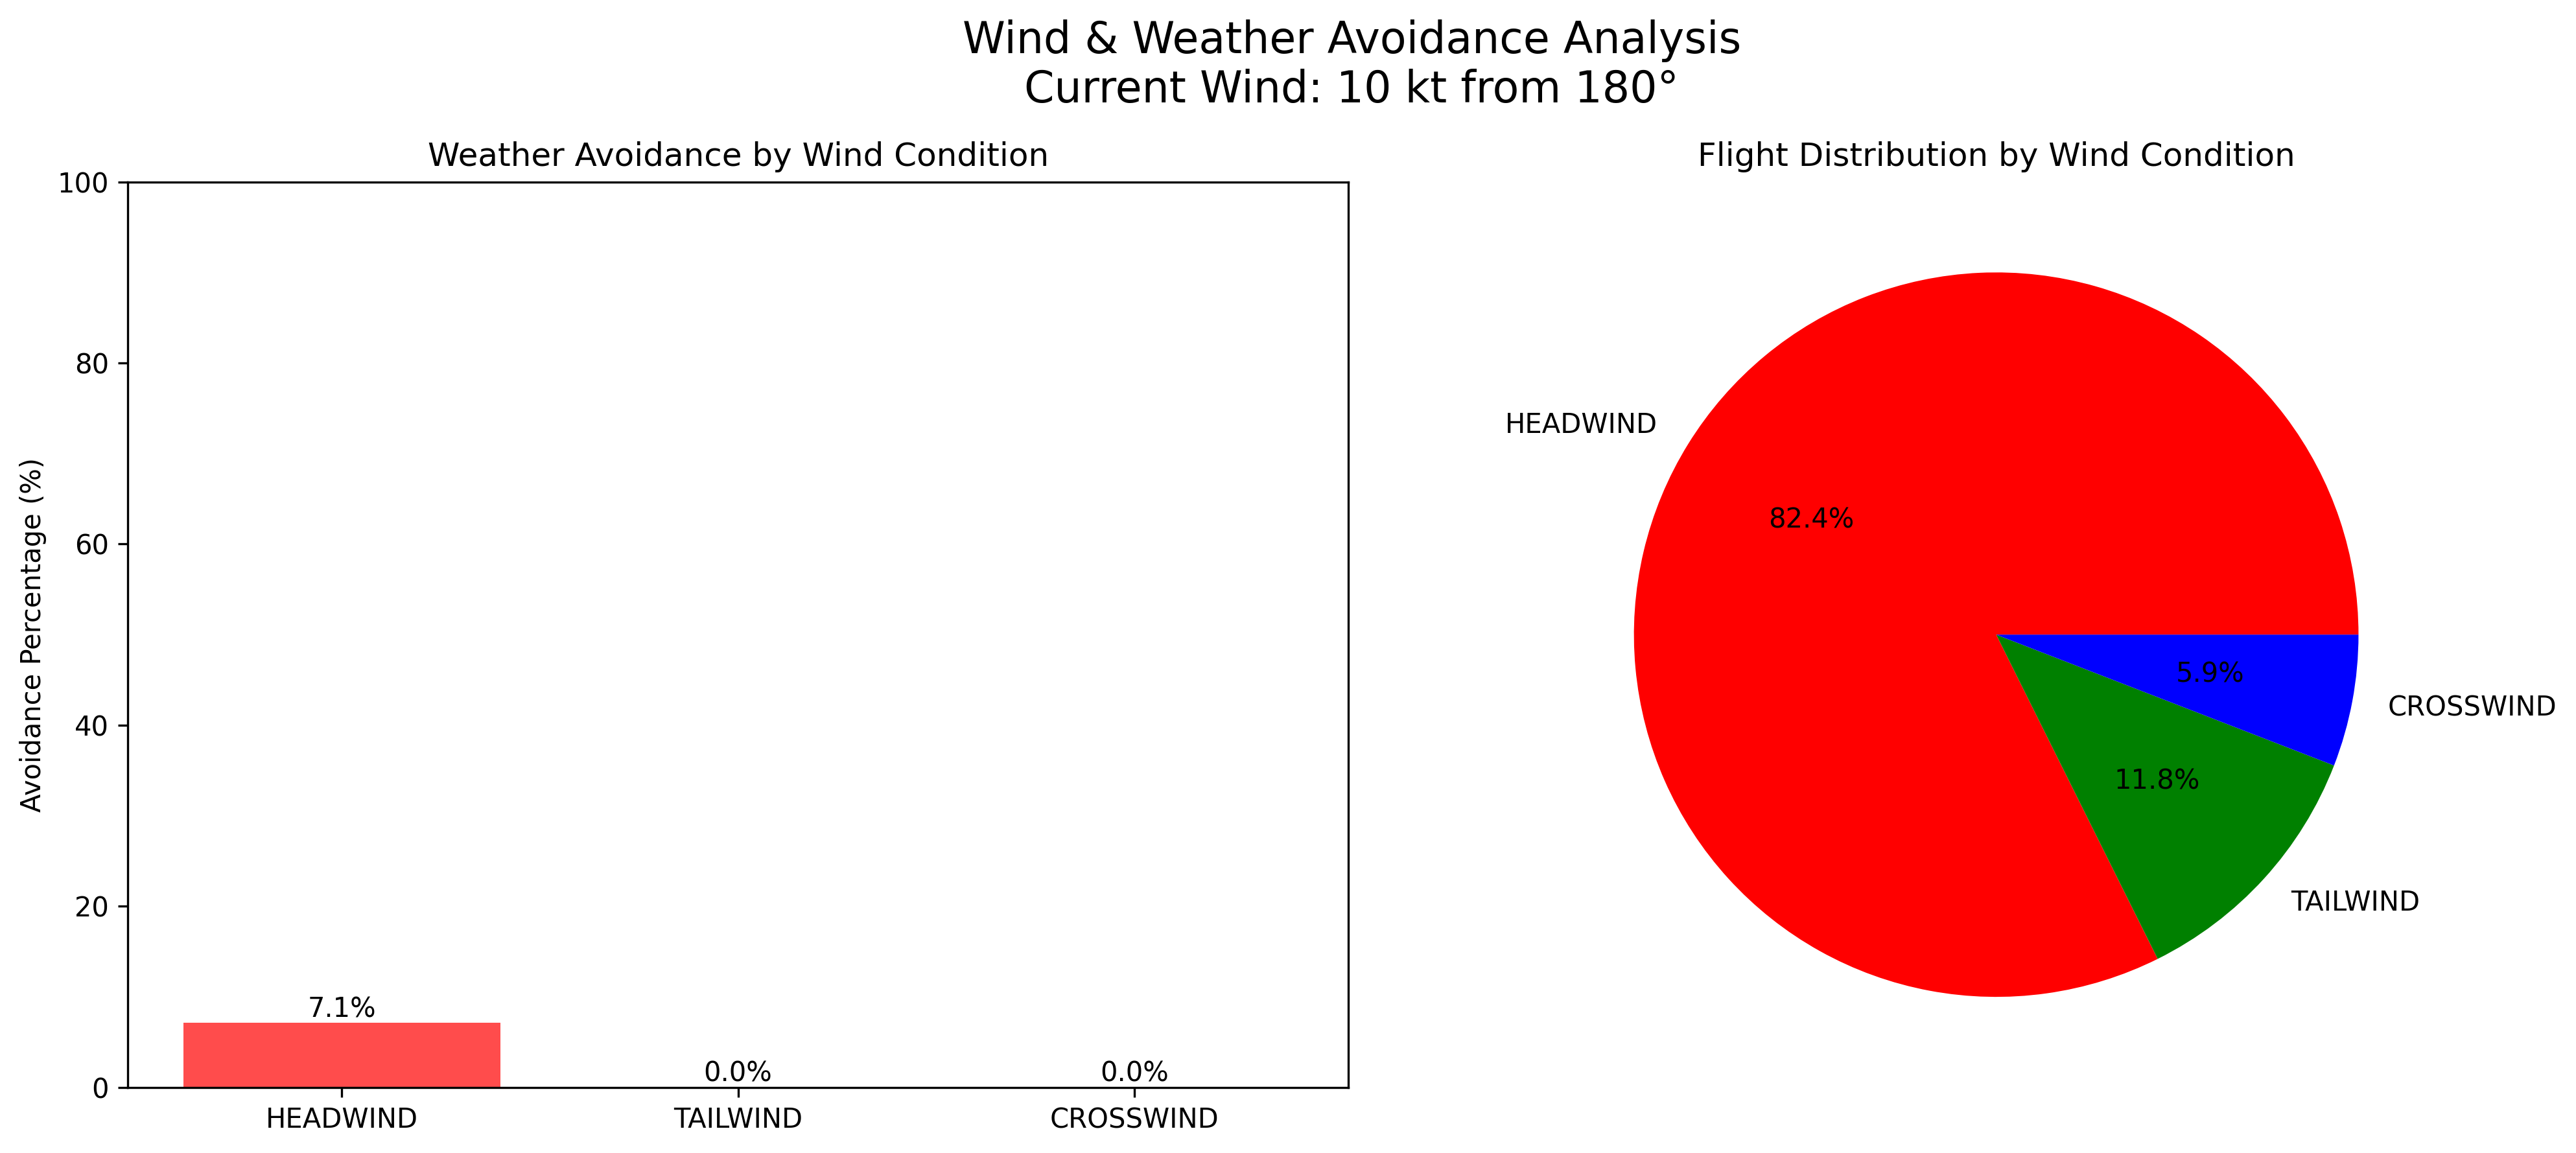 Wind & Weather Avoidance Analysis
Current Wind: 10 kt from 180°
Weather Avoidance by Wind Condition
100
80
60
40
20
0
Avoidance Percentage (%)
7.1%
0.0%
0.0%
HEADWIND
TAILWIND
CROSSWIND
Flight Distribution by Wind Condition
HEADWIND
82.4%
5.9%
CROSSWIND
11.8%
TAILWIND